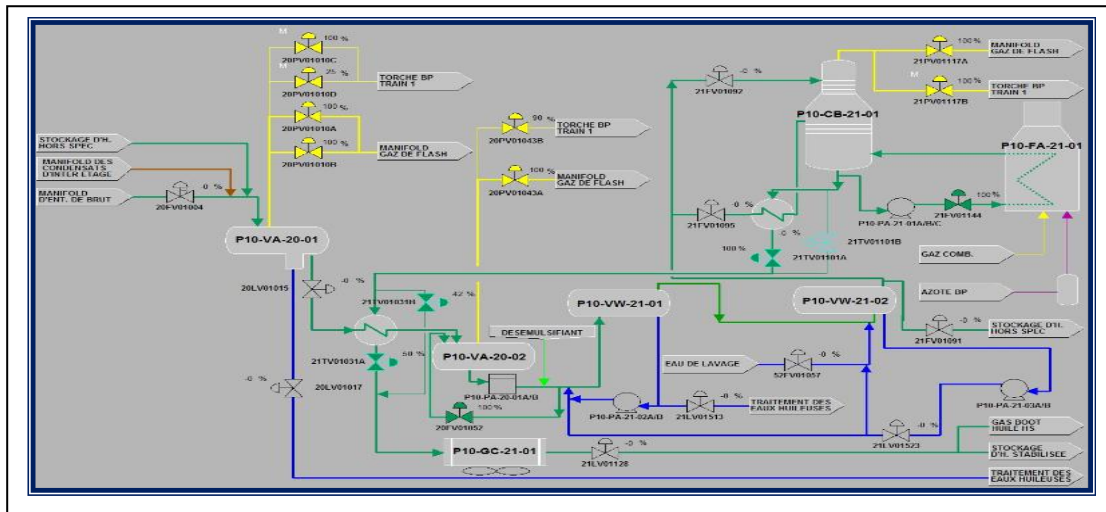 M
100 %
20PV01010C
M
25 %
20PV01010D
TORCHE BP
TRAIN 1
100 %
20PV01010A
100 %
20PV01010B
MANIFOLD
GAZ DE FLASH
STOCKAGE D'H.
HORS SPEC
MANIFOLD DES
CONDENSATS
D'INTER ETAGE
MANIFOLD
D'ENT. DE BRUT
0 %
20FV01004
P10-VA-20-01
90 %
20PV01043B
TORCHE BP
TRAIN 1
100 %
20PV01043A
MANIFOLD
GAZ DE FLASH
-0 %
21FV01092
P10-CB-21-01
100 %
21PV01117A
MANIFOLD
GAZ DE FLASH
M
100 %
21PV01117B
TORCHE BP
TRAIN 1
P10-FA-21-01
-0 %
21FV01095
100 %
-0 %
21TV01101B
21TV01101A
P10-PA-21-01A/B/C
100 %
21FV01144
GAZ COMB.
AZOTE BP
-0 %
20LV01015
42 %
21TV01031B
50 %
21TV01031A
-0 %
20LV01017
P10-VA-20-02
P10-PA-20-01A/B
100 %
20FV01052
DESEMULSIFIANT
P10-VW-21-01
P10-VW-21-02
-0 %
21FV01091
STOCKAGE D'H.
HORS SPEC
EAU DE LAVAGE
-0 %
52FV01057
P10-PA-21-02A/B
-0 %
21LV01513
TRAITEMENT DES
EAUX HUILEUSES
P10-PA-21-03A/B
-0 %
21LV01523
P10-GC-21-01
-0 %
21LV01128
GAS BOOT
HUILE HS
STOCKAGE
D'H. STABILISEE
TRAITEMENT DES
EAUX HUILEUSES